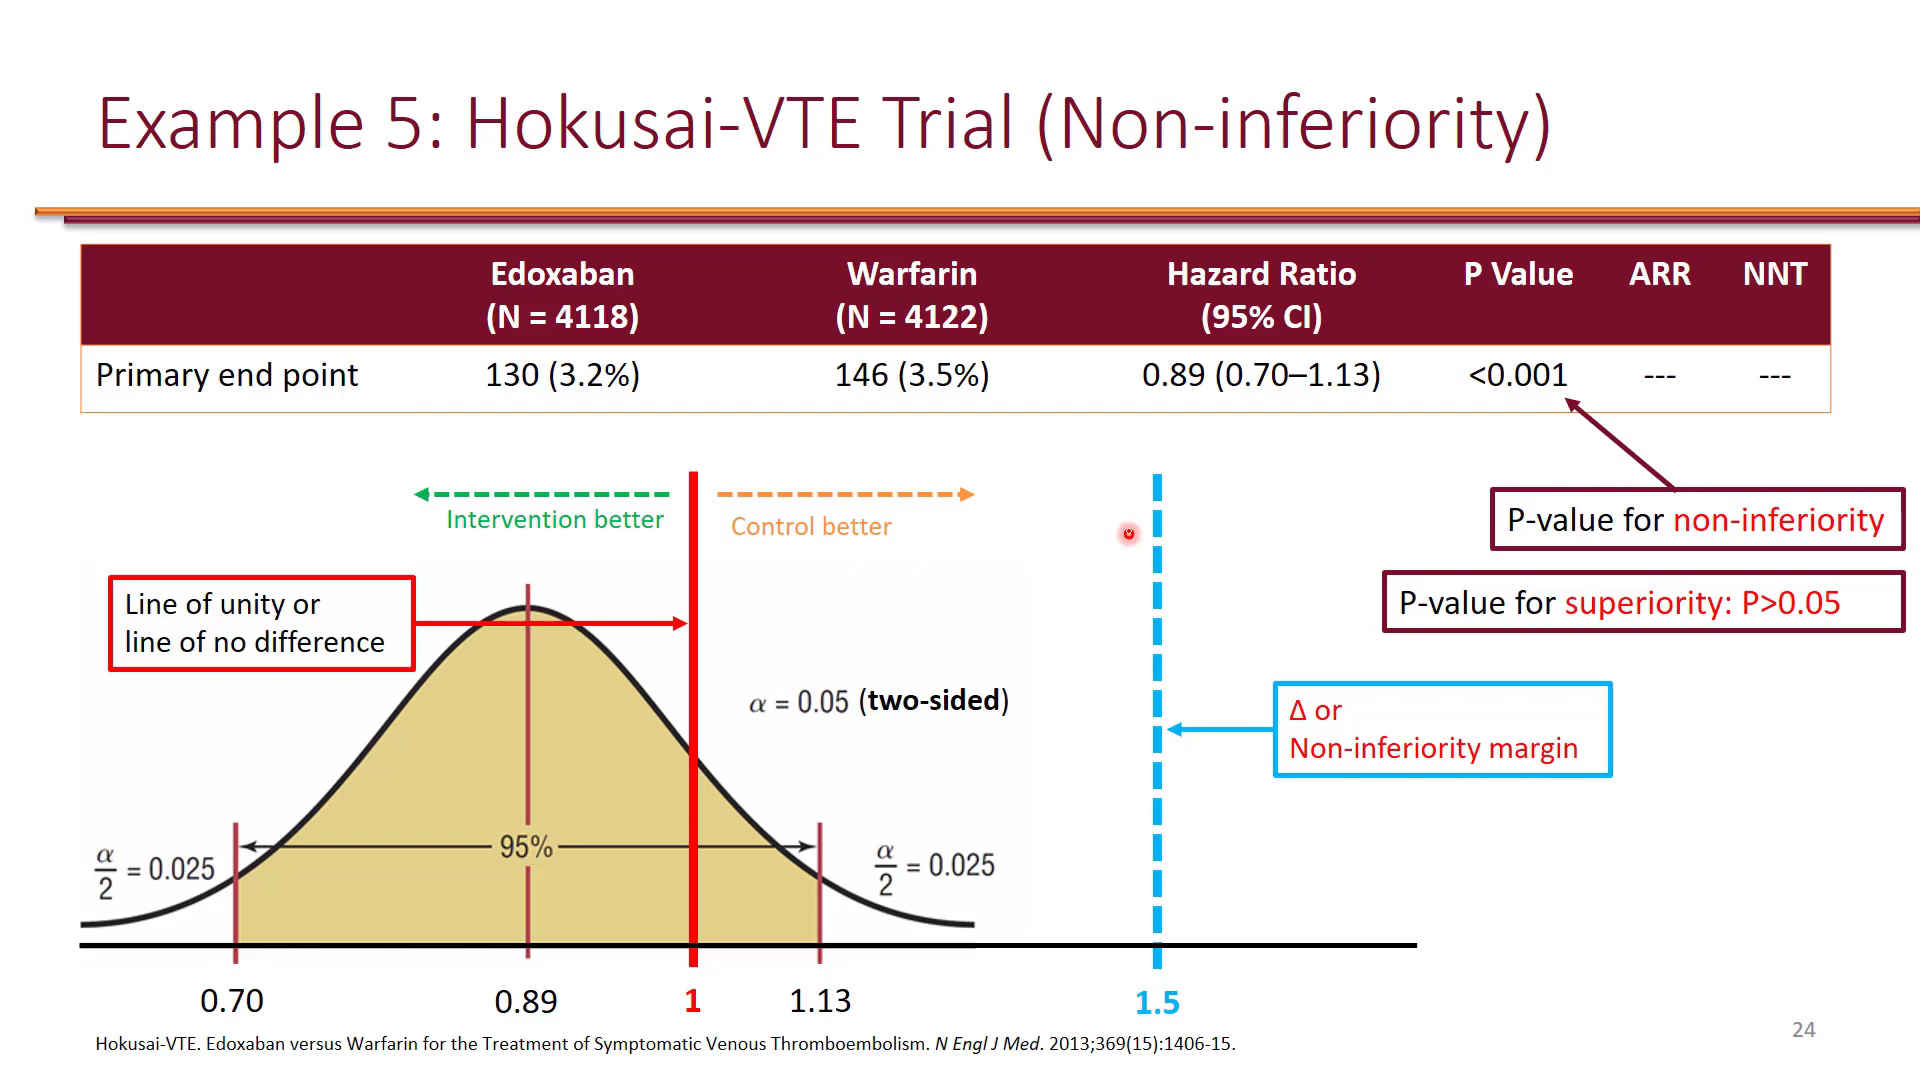 Example 5: Hokusai-VTE Trial (Non-inferiority)
Edoxaban Warfarin Hazard Ratio P Value ARR NNT
(N = 4118) (N = 4122) (95% CI)
Primary end point 130 (3.2%) 146 (3.5%) 0.89 (0.70–1.13) <0.001 --- ---
Intervention better
Control better
P-value for non-inferiority
P-value for superiority: P>0.05
Line of unity or
line of no difference
α = 0.05 (two-sided)
Δ or
Non-inferiority margin
95%
α/2 = 0.025
α/2 = 0.025
0.70 0.89 1 1.13 1.5
24
Hokusai-VTE. Edoxaban versus Warfarin for the Treatment of Symptomatic Venous Thromboembolism. N Engl J Med. 2013;369(15):1406-15.